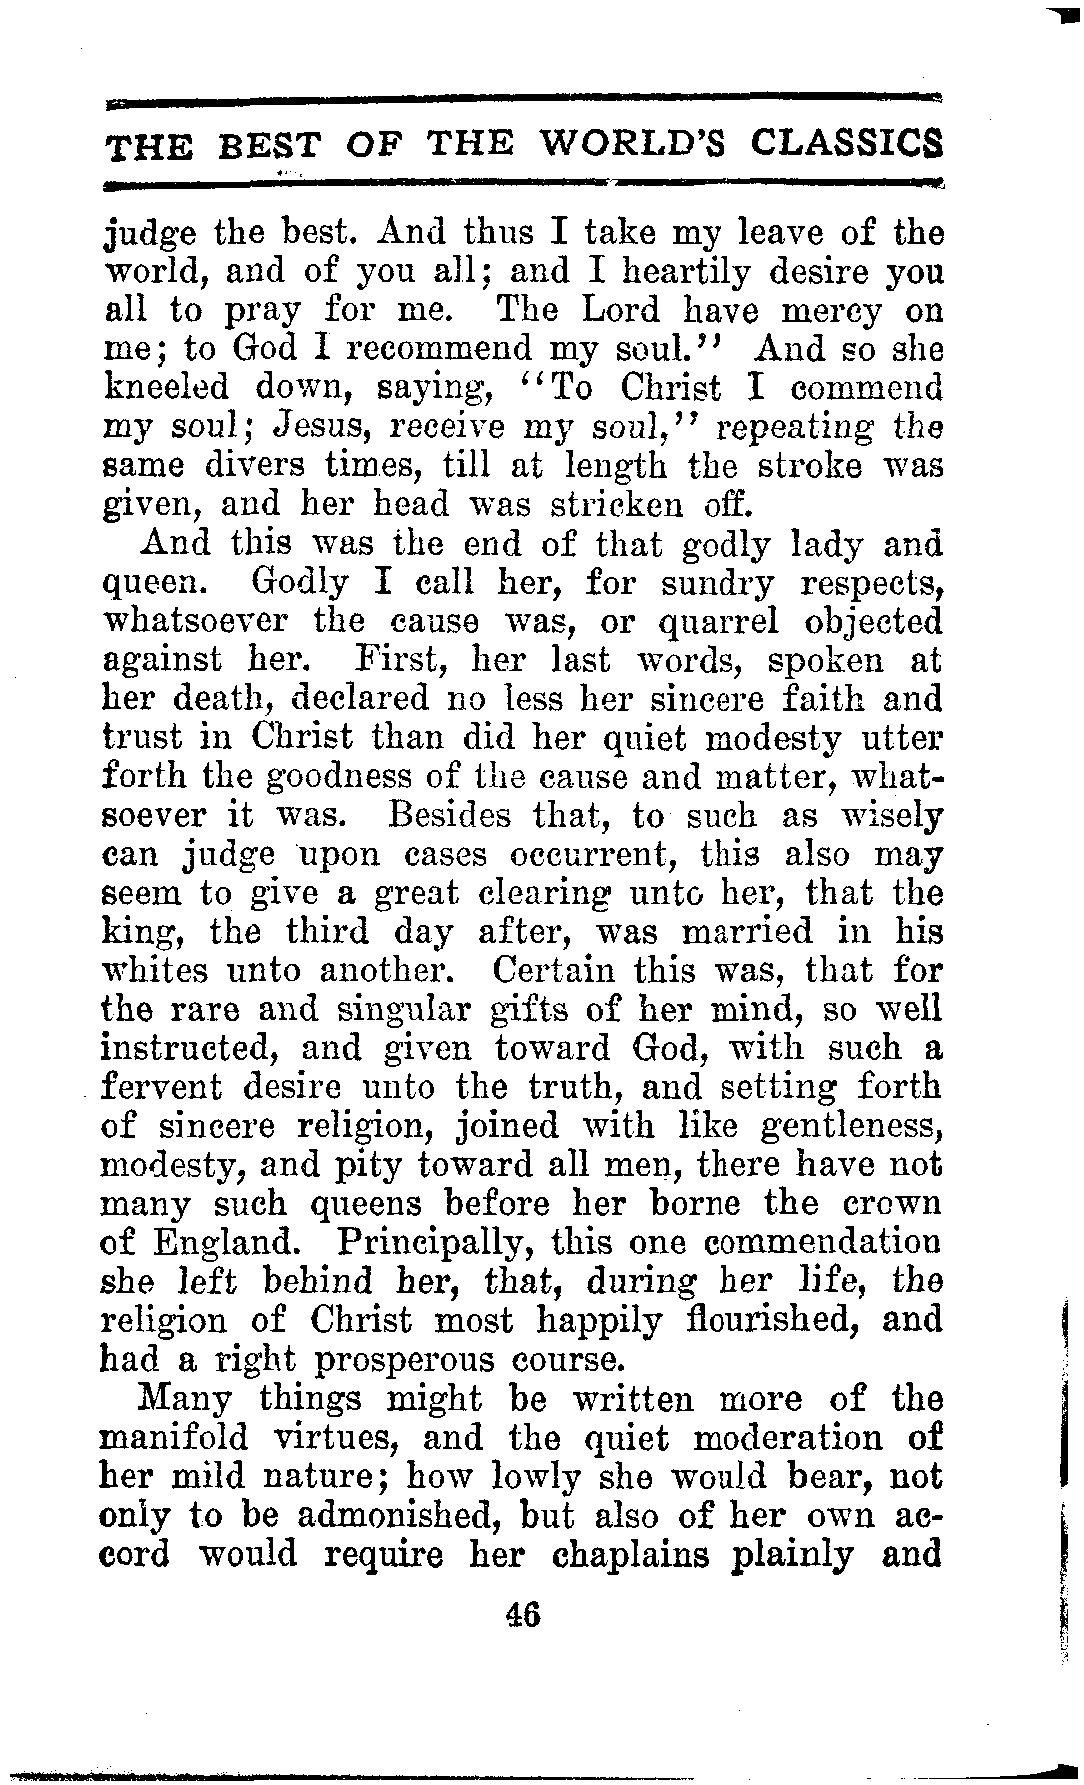 THE BEST OF THE WORLD'S CLASSICS
judge the best. And thus I take my leave of the
world, and of you all; and I heartily desire you
all to pray for me. The Lord have mercy on
me; to God I recommend my soul." And so she
kneeled down, saying, "To Christ I commend
my soul; Jesus, receive my soul," repeating the
same divers times, till at length the stroke was
given, and her head was stricken off.
And this was the end of that godly lady and
queen. Godly I call her, for sundry respects,
whatsoever the cause was, or quarrel objected
against her. First, her last words, spoken at
her death, declared no less her sincere faith and
trust in Christ than did her quiet modesty utter
forth the goodness of the cause and matter, what-
soever it was. Besides that, to such as wisely
can judge upon cases occurrent, this also may
seem to give a great clearing unto her, that the
king, the third day after, was married in his
whites unto another. Certain this was, that for
the rare and singular gifts of her mind, so well
instructed, and given toward God, with such a
fervent desire unto the truth, and setting forth
of sincere religion, joined with like gentleness,
modesty, and pity toward all men, there have not
many such queens before her borne the crown
of England. Principally, this one commendation
she left behind her, that, during her life, the
religion of Christ most happily flourished, and
had a right prosperous course.
Many things might be written more of the
manifold virtues, and the quiet moderation of
her mild nature; how lowly she would bear, not
only to be admonished, but also of her own ac-
cord would require her chaplains plainly and
46